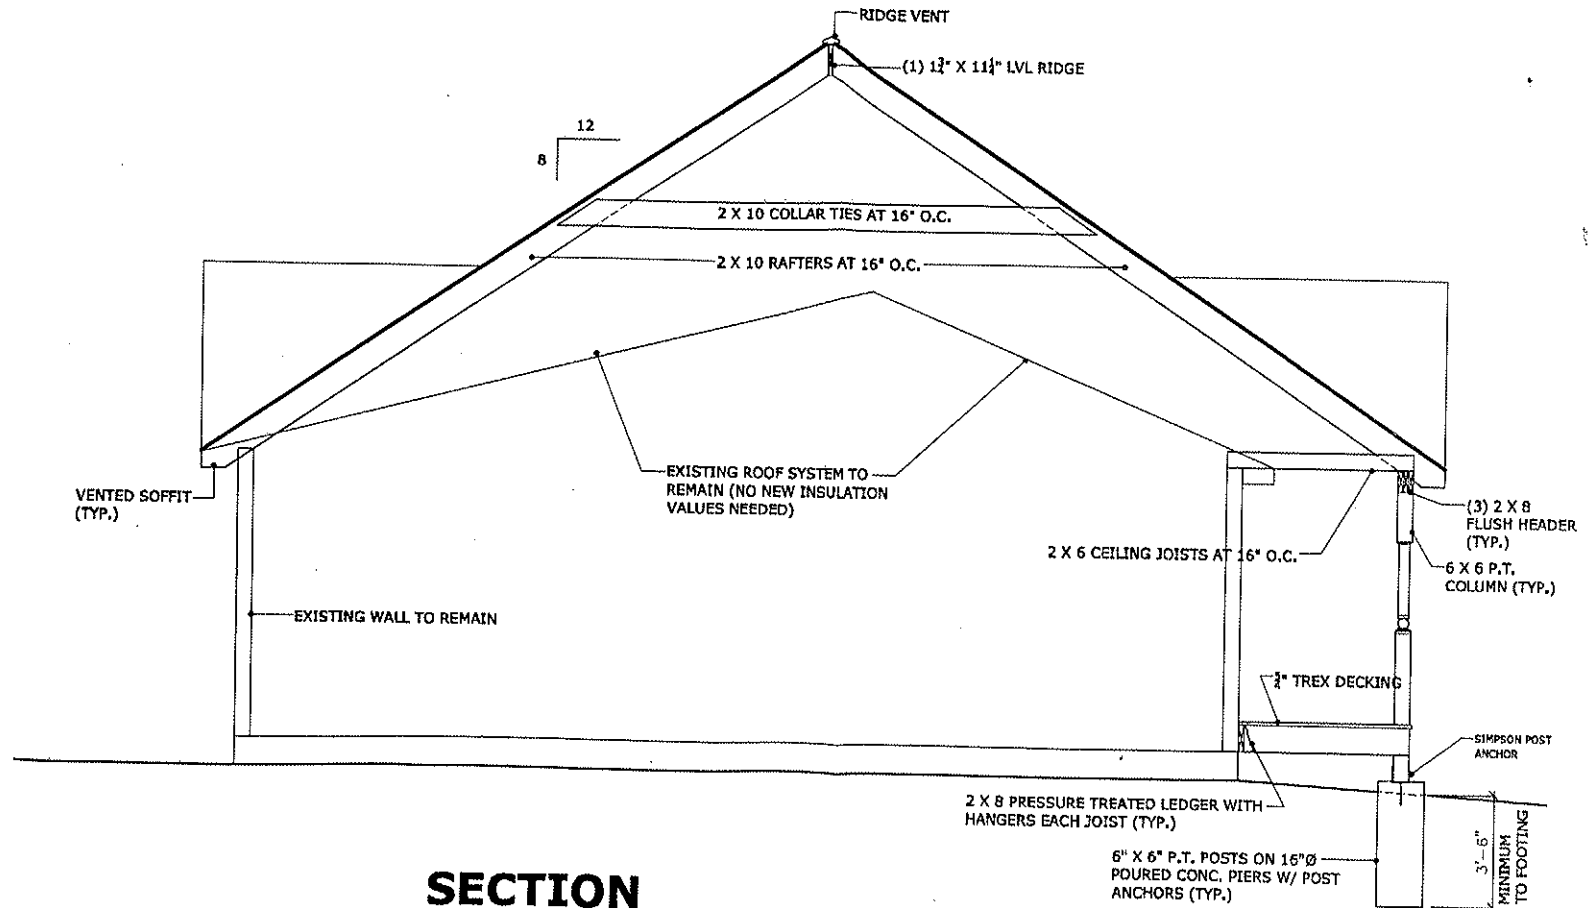 RIDGE VENT
(1) 1¾" X 11¼" LVL RIDGE
12
8
2 X 10 COLLAR TIES AT 16" O.C.
2 X 10 RAFTERS AT 16" O.C.
EXISTING ROOF SYSTEM TO
REMAIN (NO NEW INSULATION
VALUES NEEDED)
VENTED SOFFIT
(TYP.)
(3) 2 X 8
FLUSH HEADER
(TYP.)
2 X 6 CEILING JOISTS AT 16" O.C.
6 X 6 P.T.
COLUMN (TYP.)
EXISTING WALL TO REMAIN
TREX DECKING
SIMPSON POST
ANCHOR
2 X 8 PRESSURE TREATED LEDGER WITH
HANGERS EACH JOIST (TYP.)
6" X 6" P.T. POSTS ON 16"Ø
POURED CONC. PIERS W/ POST
ANCHORS (TYP.)
3'-6"
MINIMUM
TO FOOTING
SECTION